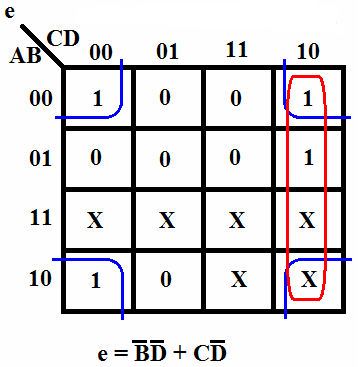 e
CD
AB 00 01 11 10
00 1 0 0 1
01 0 0 0 1
11 X X X X
10 1 0 X X
e = B̅D̅ + CD̅